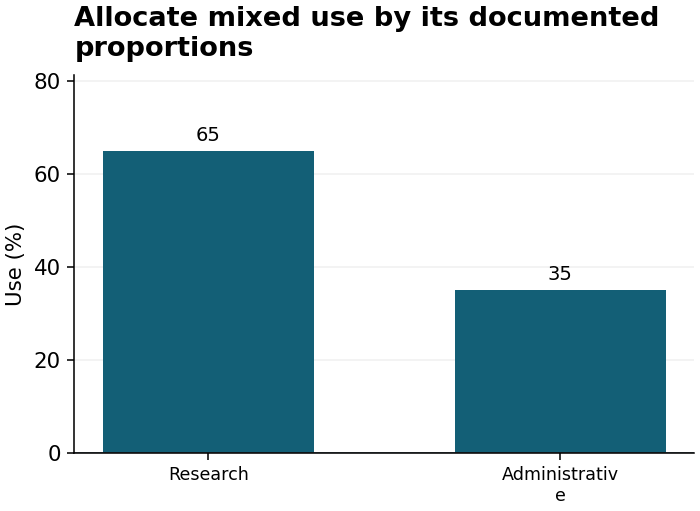 Allocate mixed use by its documented
proportions
Use (%)
80
60
40
20
0
65
35
Research
Administrativ
e